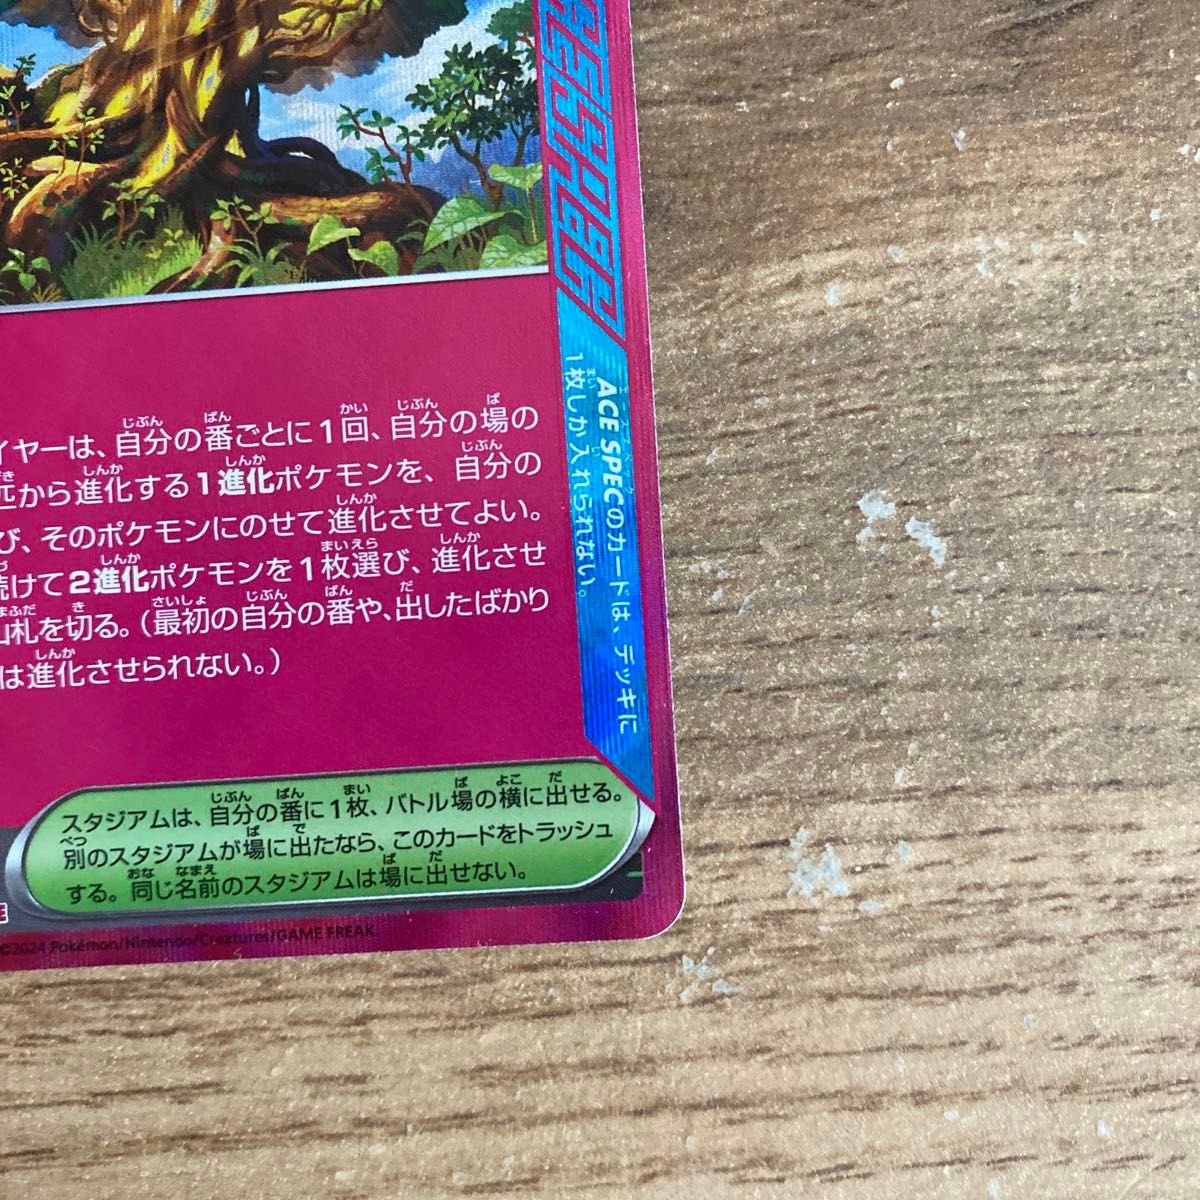 ACE SPEC
イヤーは、自分の番ごとに1回、自分の場の
匹から進化する1進化ポケモンを、自分の
び、そのポケモンにのせて進化させてよい。
続けて2進化ポケモンを1枚選び、進化させ
山札を切る。（最初の自分の番や、出したばかり
は進化させられない。）
ACE SPECのカードは、デッキに
1枚しか入れられない。
スタジアムは、自分の番に1枚、バトル場の横に出せる。
別のスタジアムが場に出たなら、このカードをトラッシュ
する。同じ名前のスタジアムは場に出せない。
©2024 Pokémon/Nintendo/Creatures/GAME FREAK